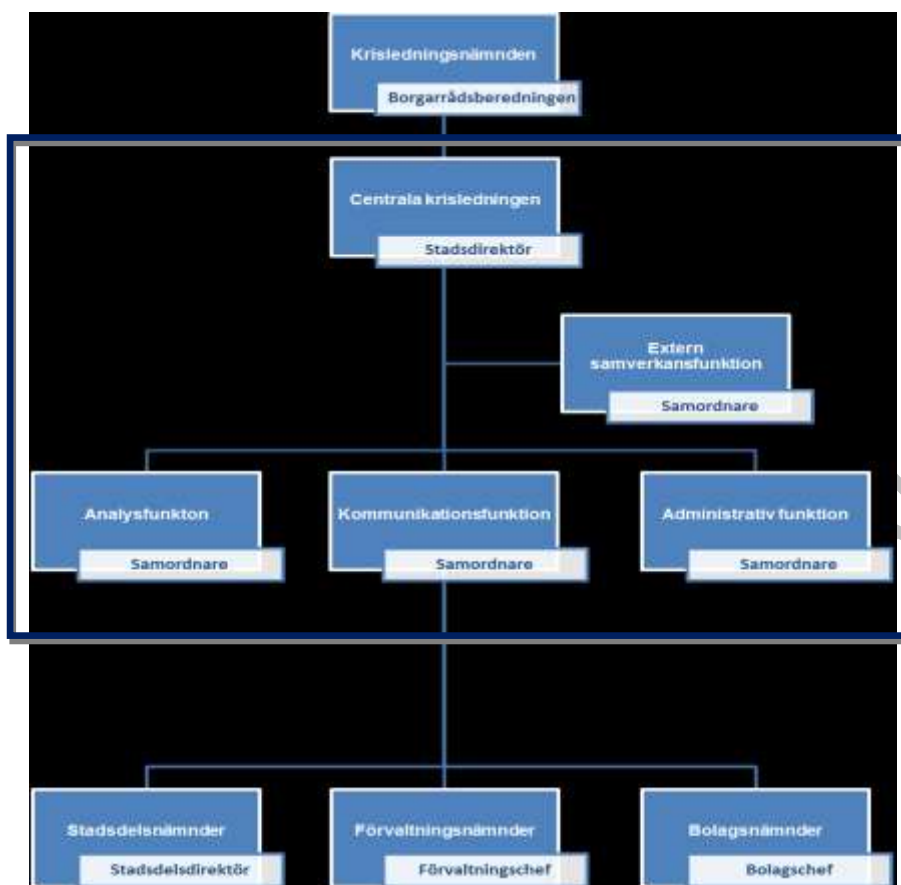 Krisledningsnämnden
Borgarrådsberedningen
Centrala krisledningen
Stadsdirektör
Extern
samverkansfunktion
Samordnare
Analysfunkton
Samordnare
Kommunikationsfunktion
Samordnare
Administrativ funktion
Samordnare
Stadsdelsnämnder
Stadsdelsdirektör
Förvaltningsnämnder
Förvaltningschef
Bolagsnämnder
Bolagschef